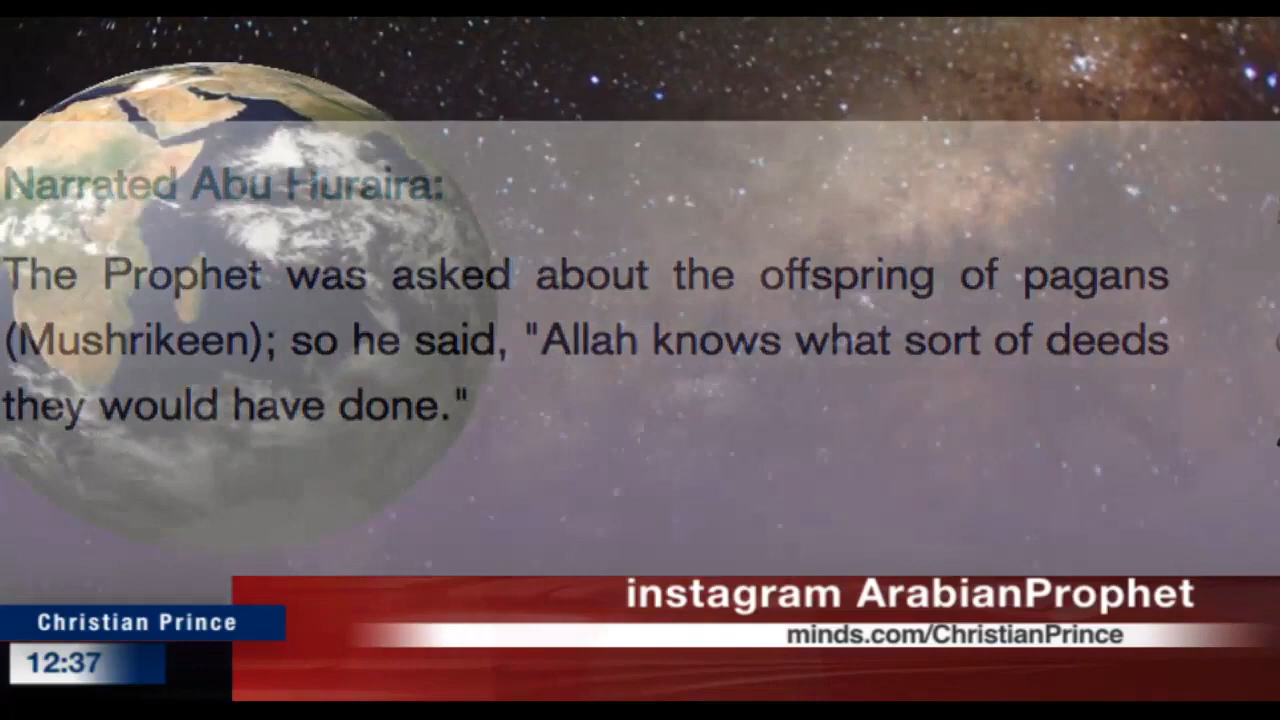 Narrated Abu Huraira:
The Prophet was asked about the offspring of pagans
(Mushrikeen); so he said, "Allah knows what sort of deeds
they would have done."
instagram ArabianProphet
Christian Prince
minds.com/ChristianPrince
12:37